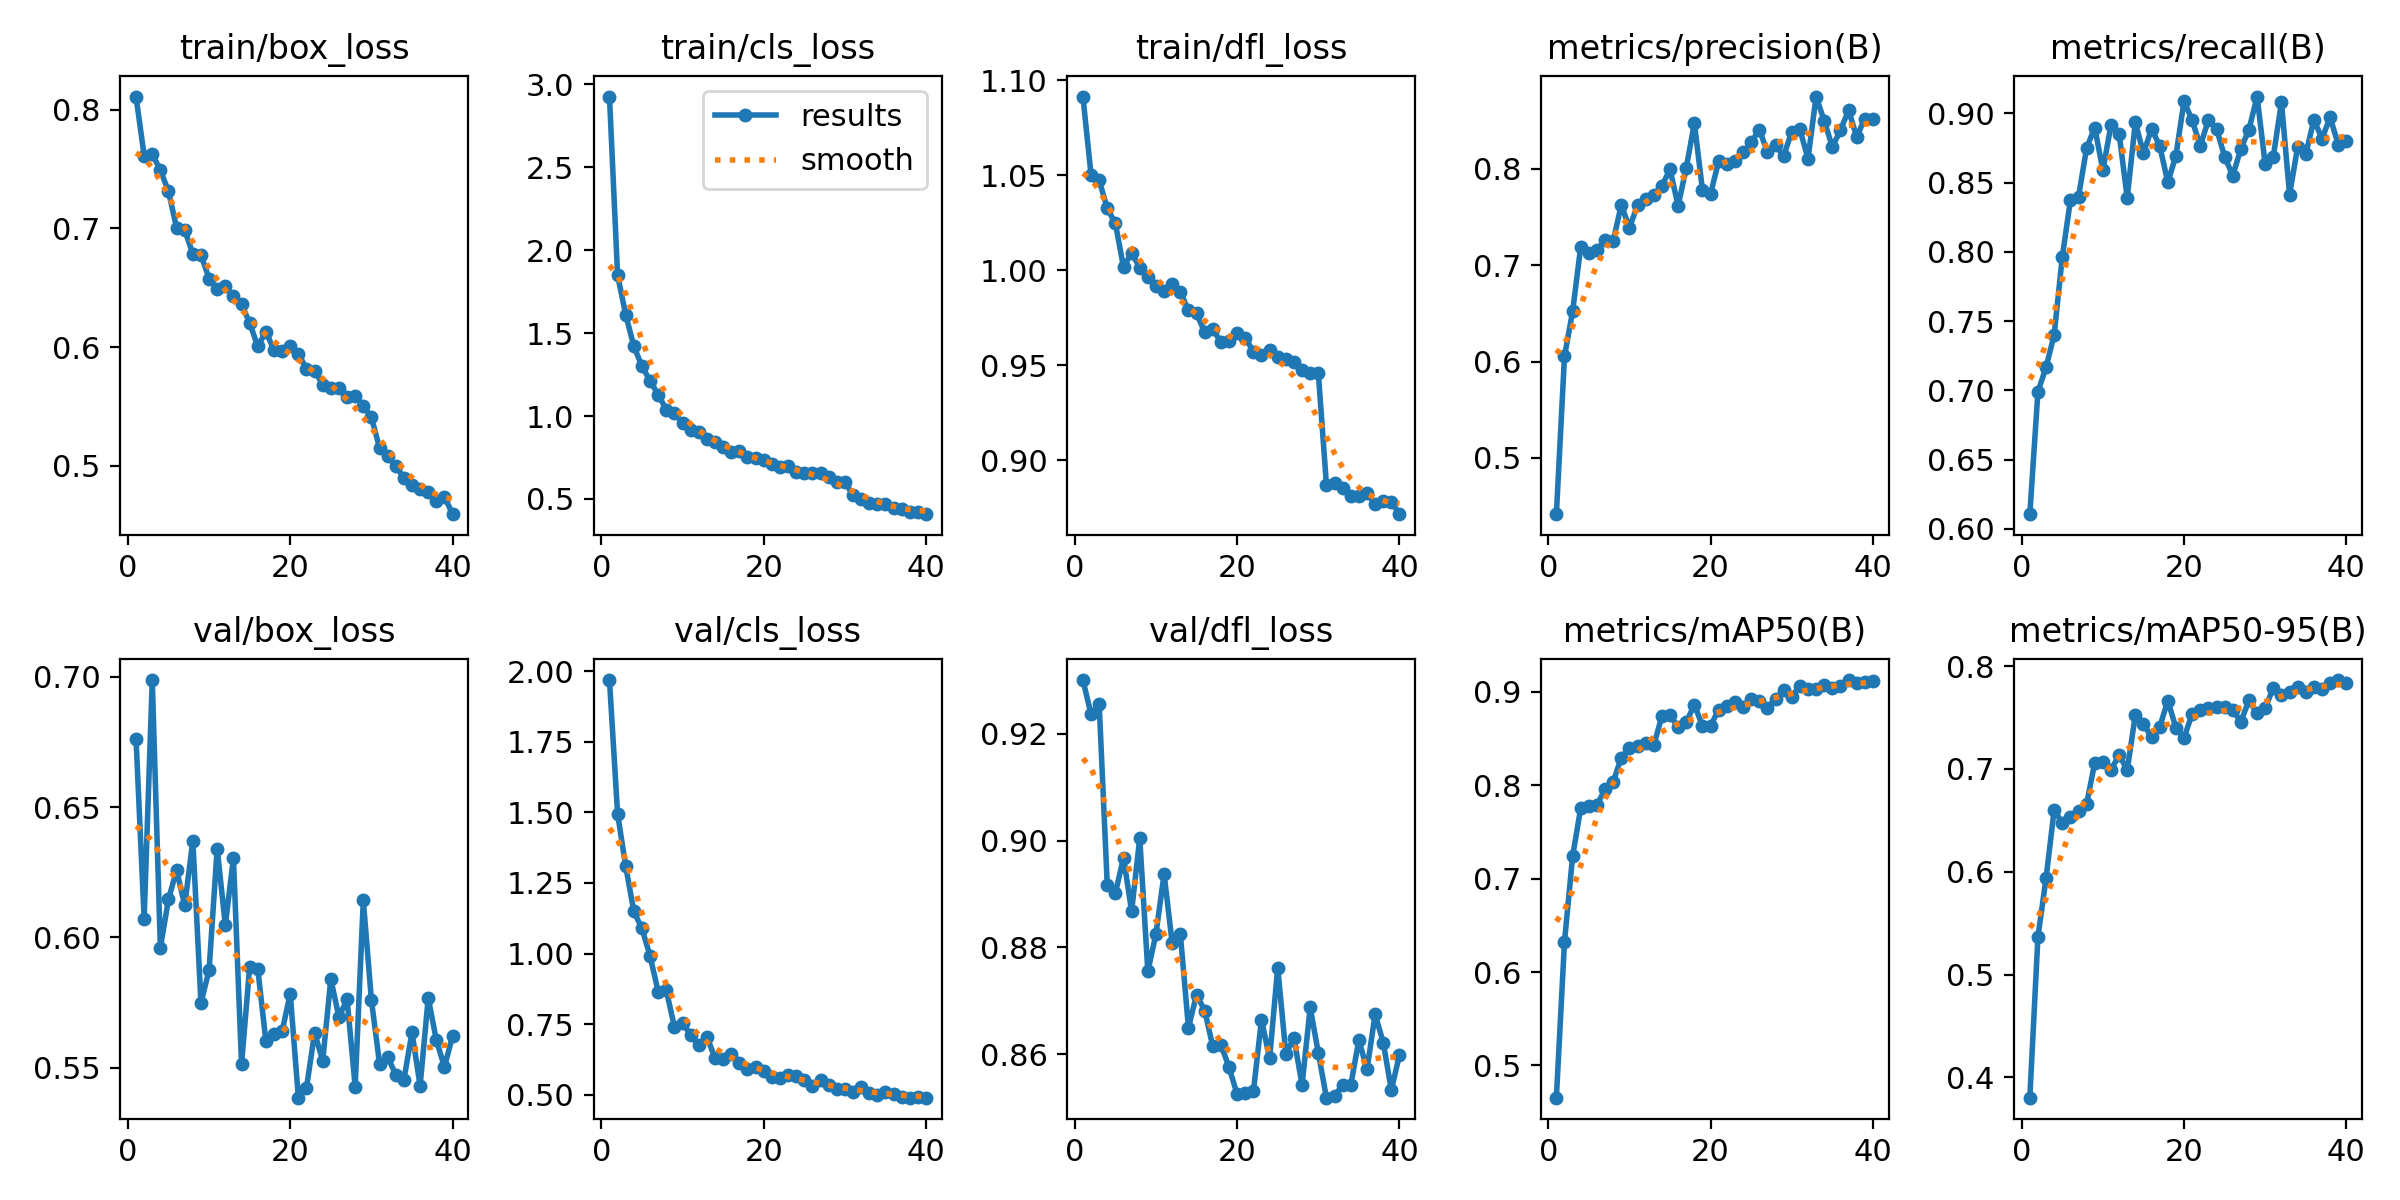 train/box_loss
0.8
0.7
0.6
0.5
0 20 40
train/cls_loss
3.0
2.5
2.0
1.5
1.0
0.5
0 20 40
results
smooth
train/dfl_loss
1.10
1.05
1.00
0.95
0.90
0 20 40
metrics/precision(B)
0.8
0.7
0.6
0.5
0 20 40
metrics/recall(B)
0.90
0.85
0.80
0.75
0.70
0.65
0.60
0 20 40
val/box_loss
0.70
0.65
0.60
0.55
0 20 40
val/cls_loss
2.00
1.75
1.50
1.25
1.00
0.75
0.50
0 20 40
val/dfl_loss
0.92
0.90
0.88
0.86
0 20 40
metrics/mAP50(B)
0.9
0.8
0.7
0.6
0.5
0 20 40
metrics/mAP50-95(B)
0.8
0.7
0.6
0.5
0.4
0 20 40